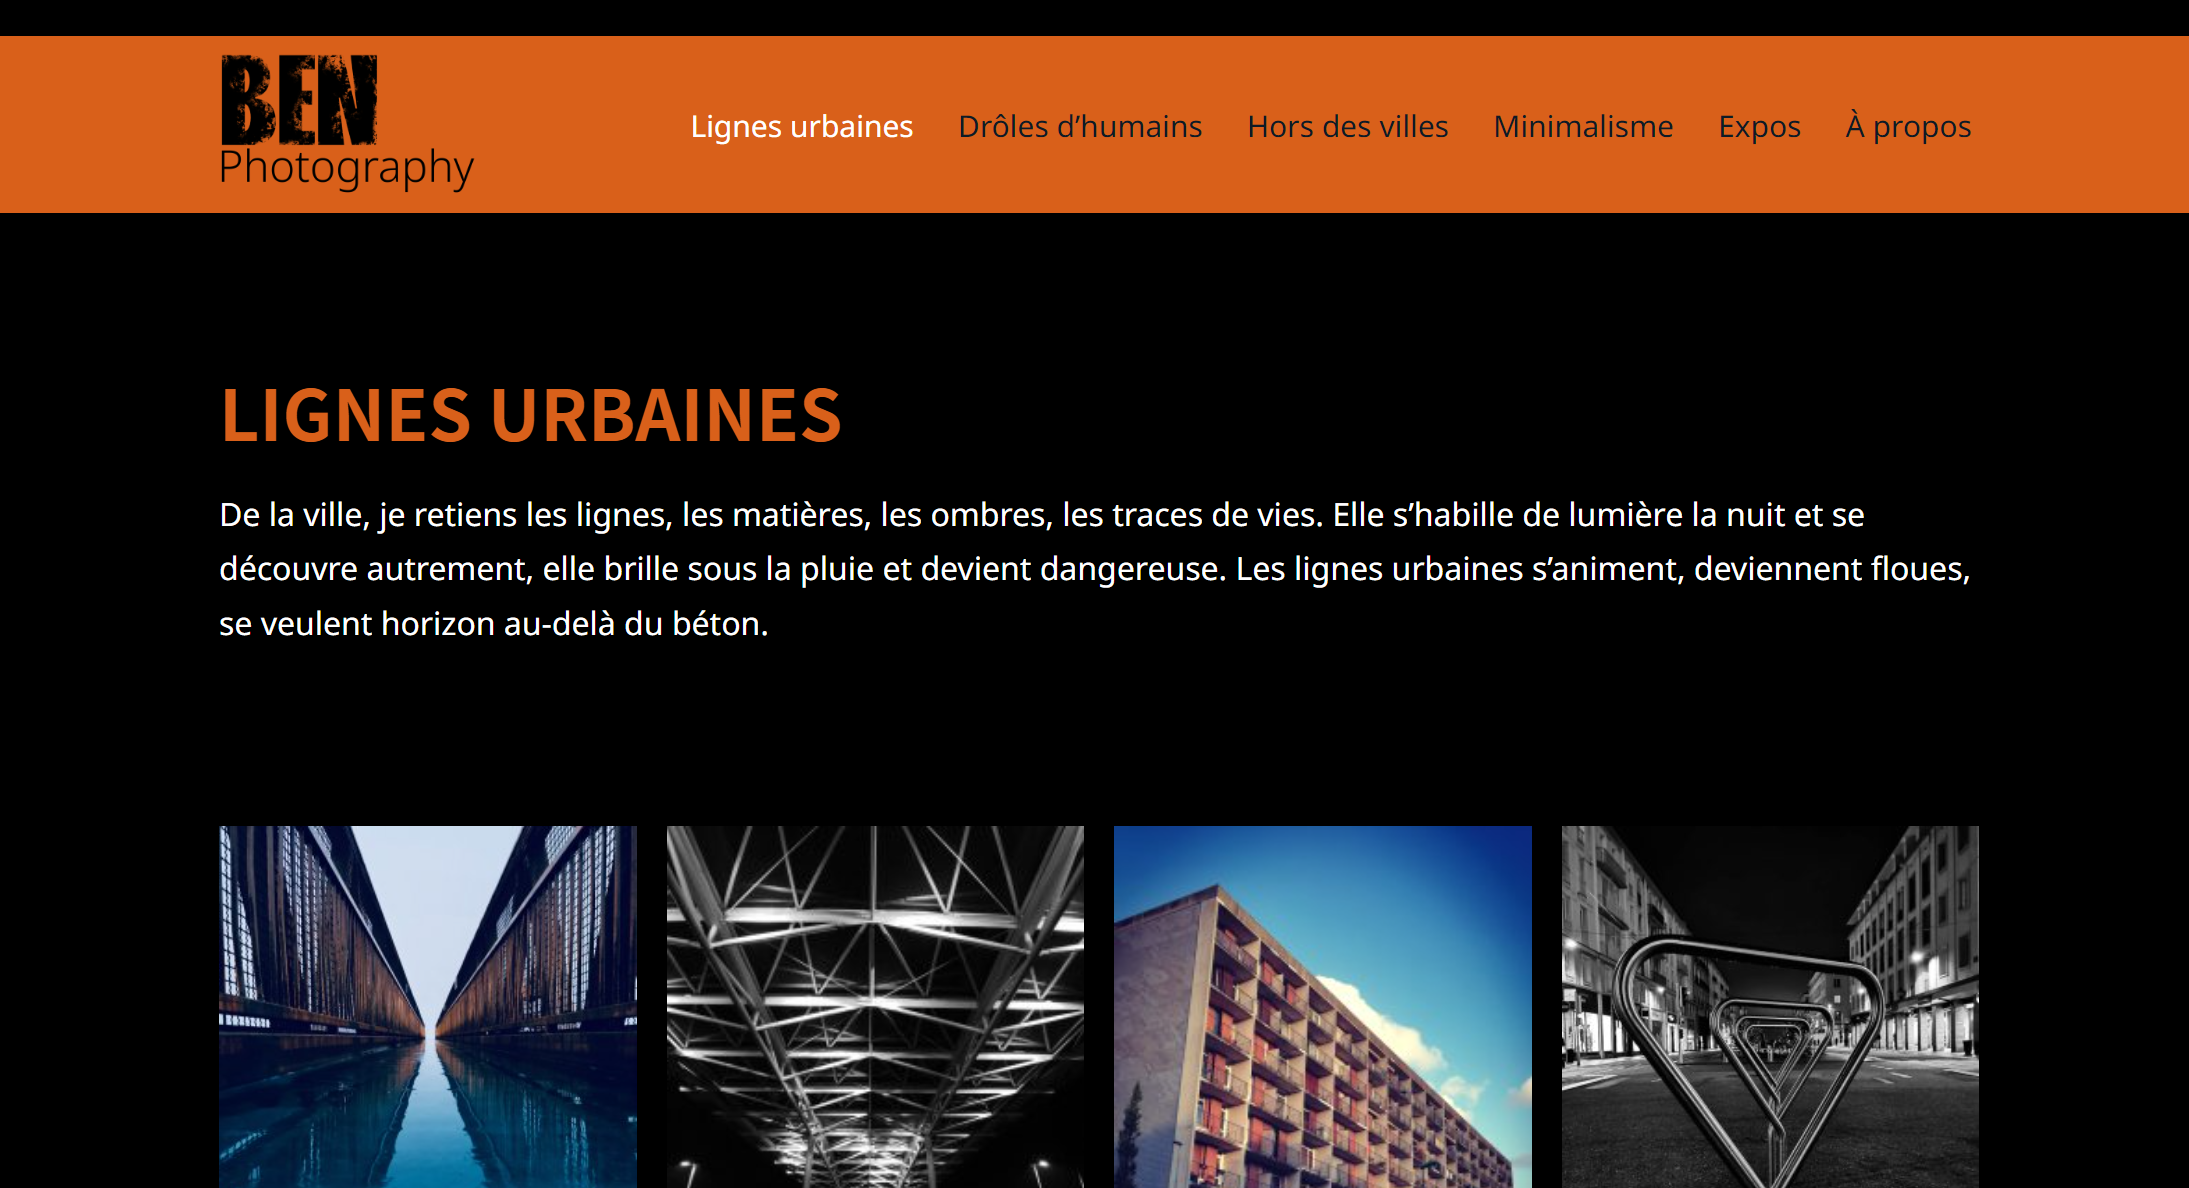 BEN
Photography
Lignes urbaines
Drôles d’humains
Hors des villes
Minimalisme
Expos
À propos
LIGNES URBAINES
De la ville, je retiens les lignes, les matières, les ombres, les traces de vies. Elle s’habille de lumière la nuit et se
découvre autrement, elle brille sous la pluie et devient dangereuse. Les lignes urbaines s’animent, deviennent floues,
se veulent horizon au-delà du béton.